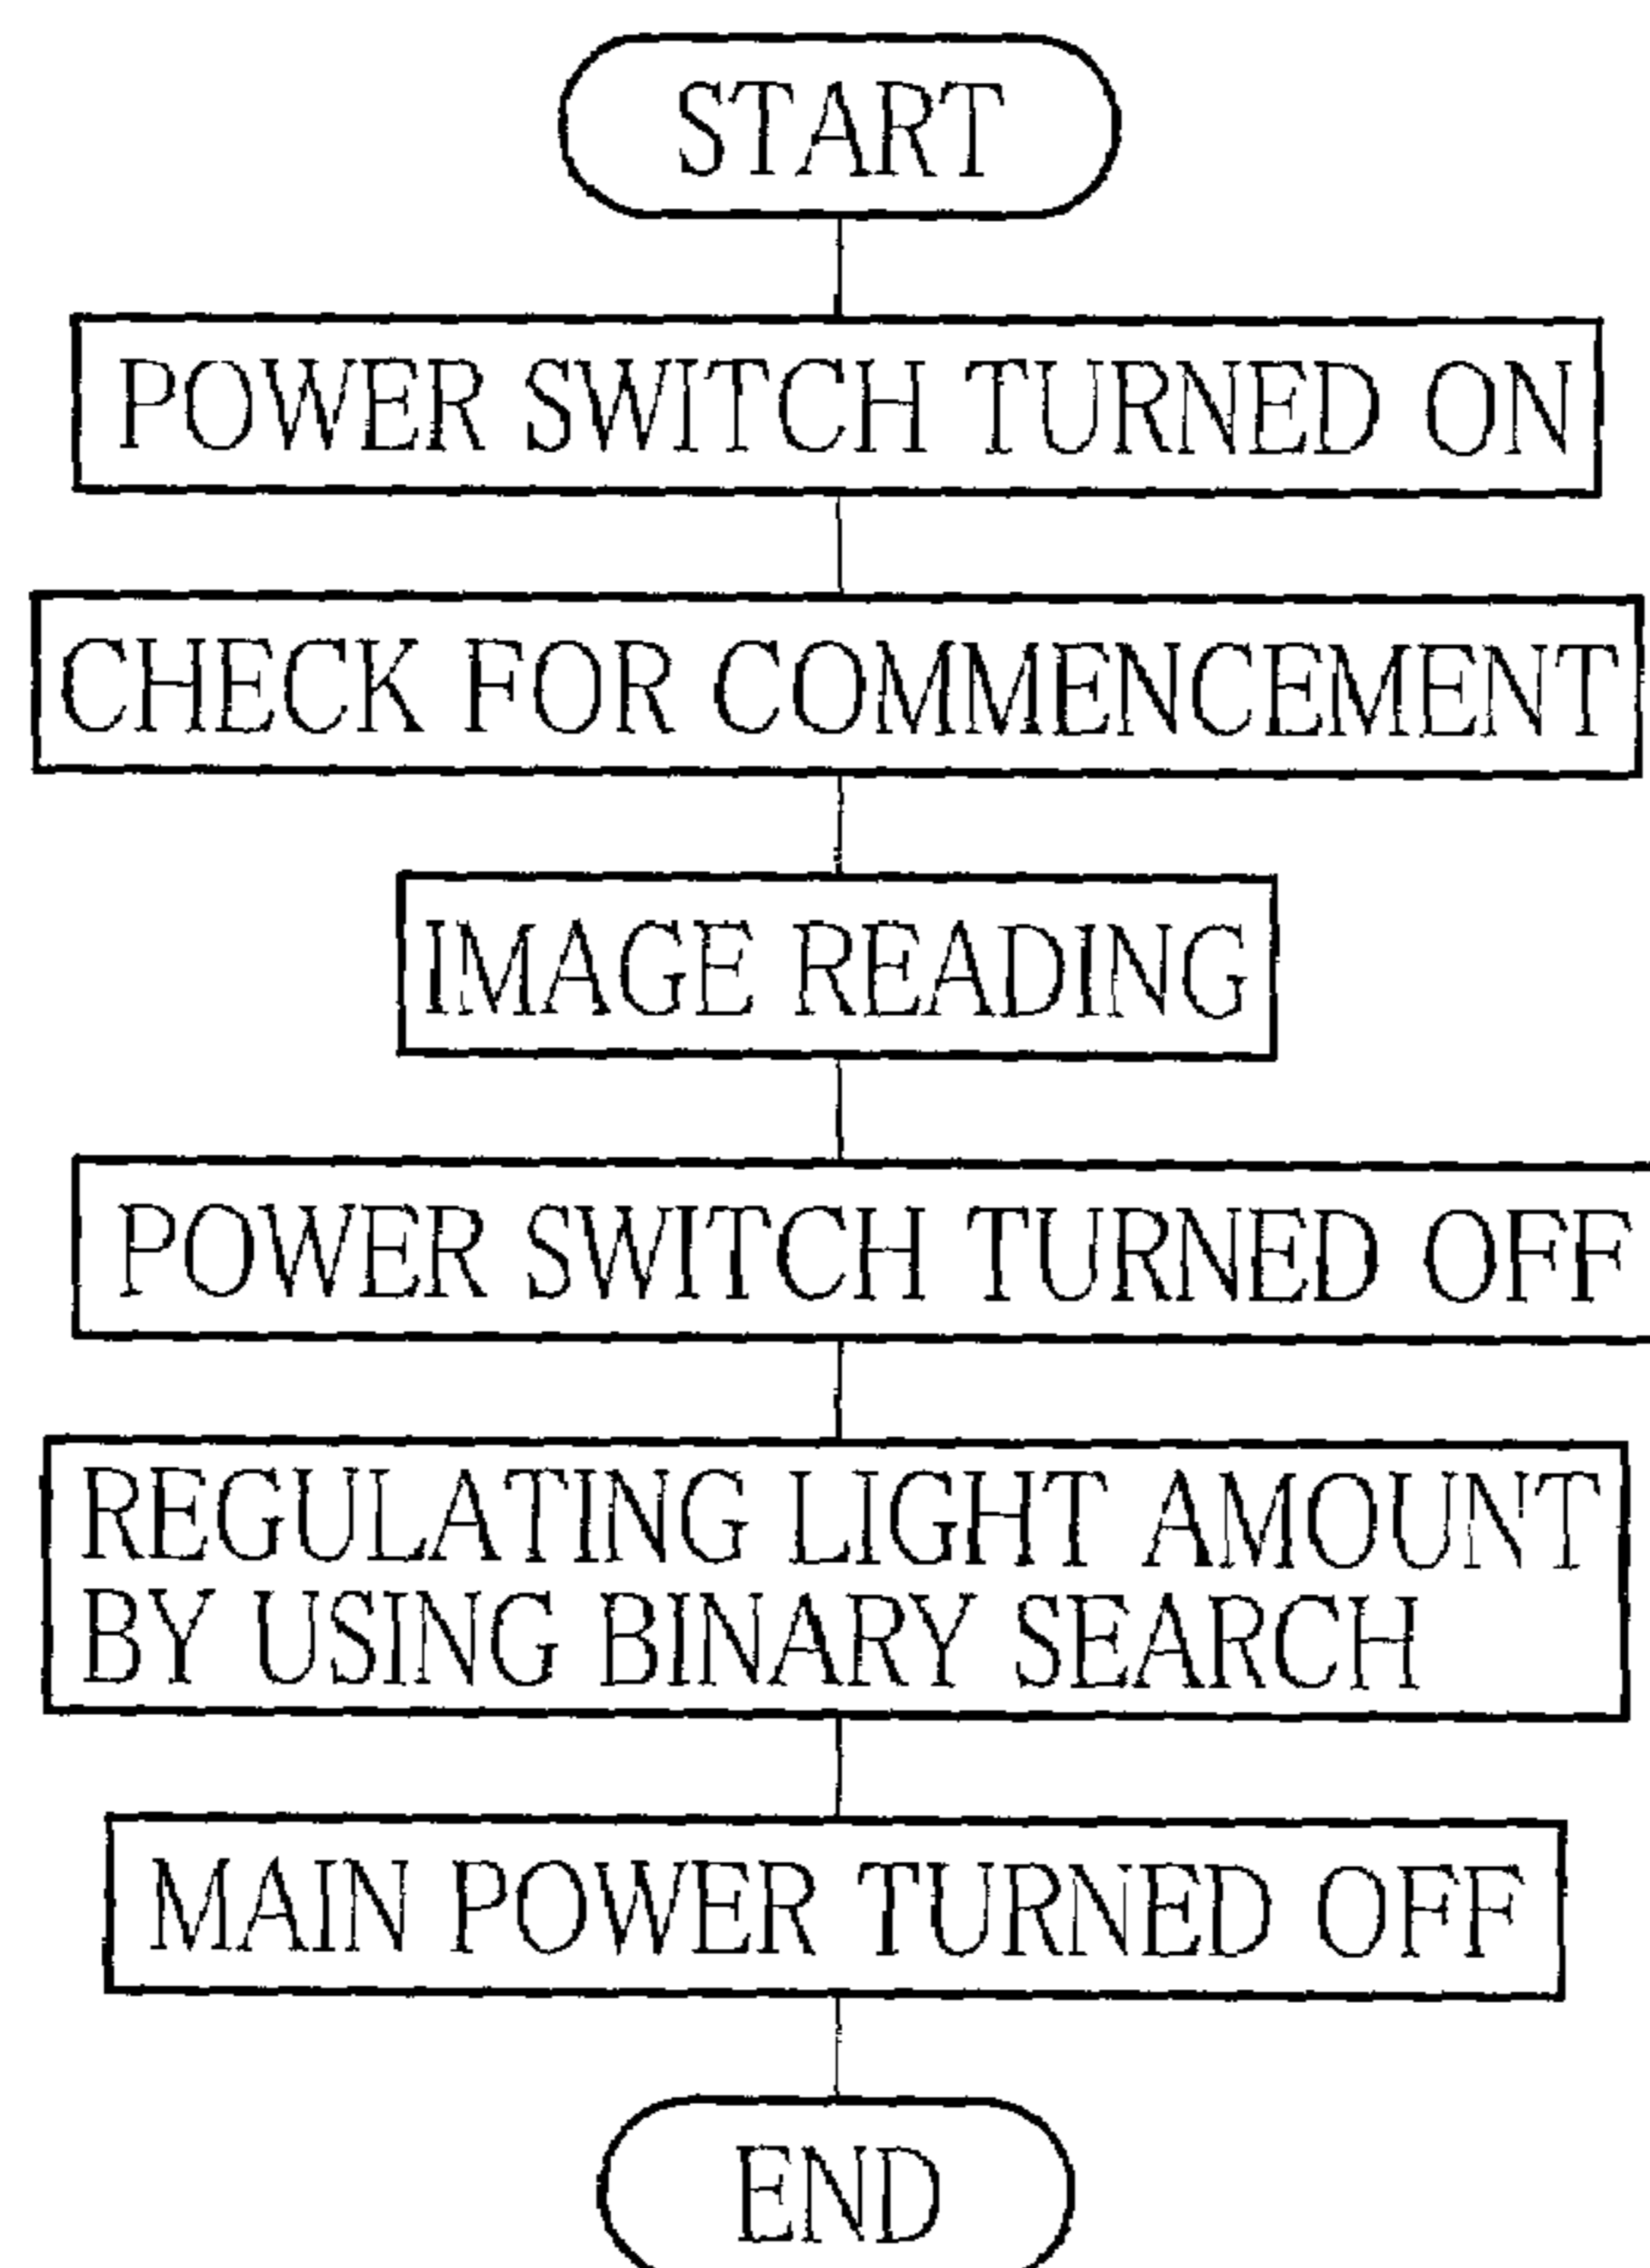 START
POWER SWITCH TURNED ON
CHECK FOR COMMENCEMENT
IMAGE READING
POWER SWITCH TURNED OFF
REGULATING LIGHT AMOUNT
BY USING BINARY SEARCH
MAIN POWER TURNED OFF
END